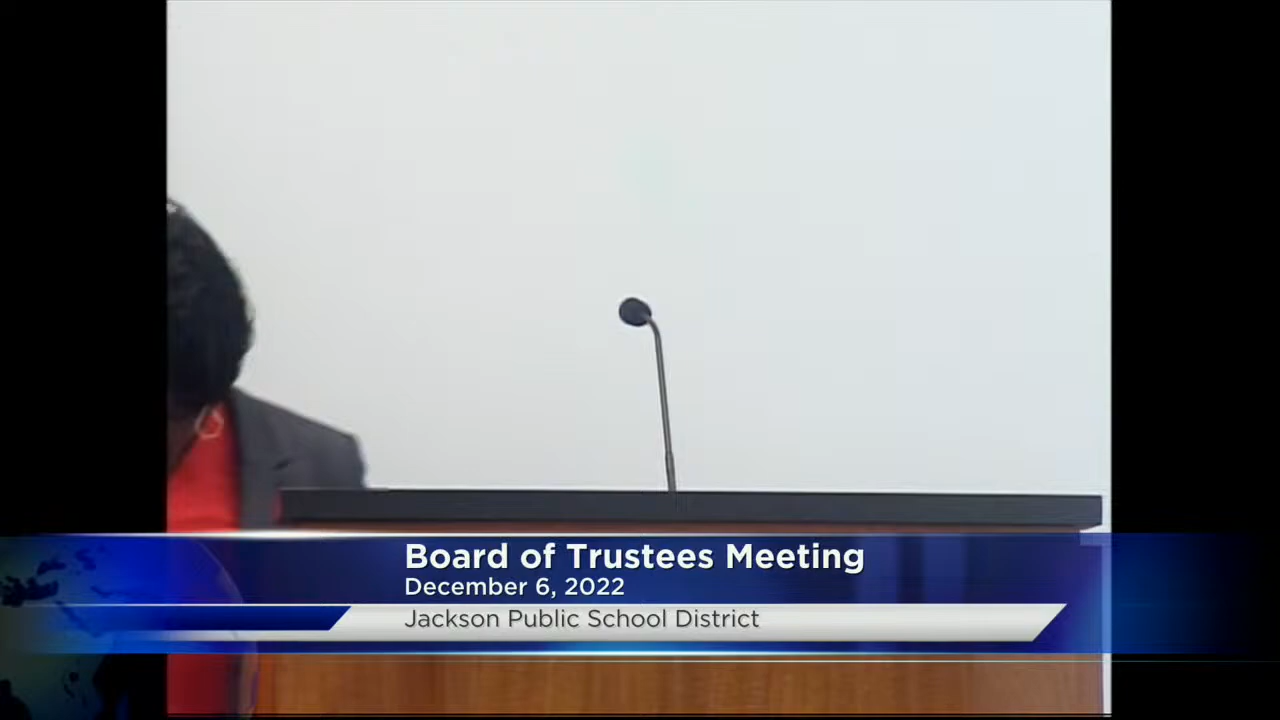 Board of Trustees Meeting
December 6, 2022
Jackson Public School District